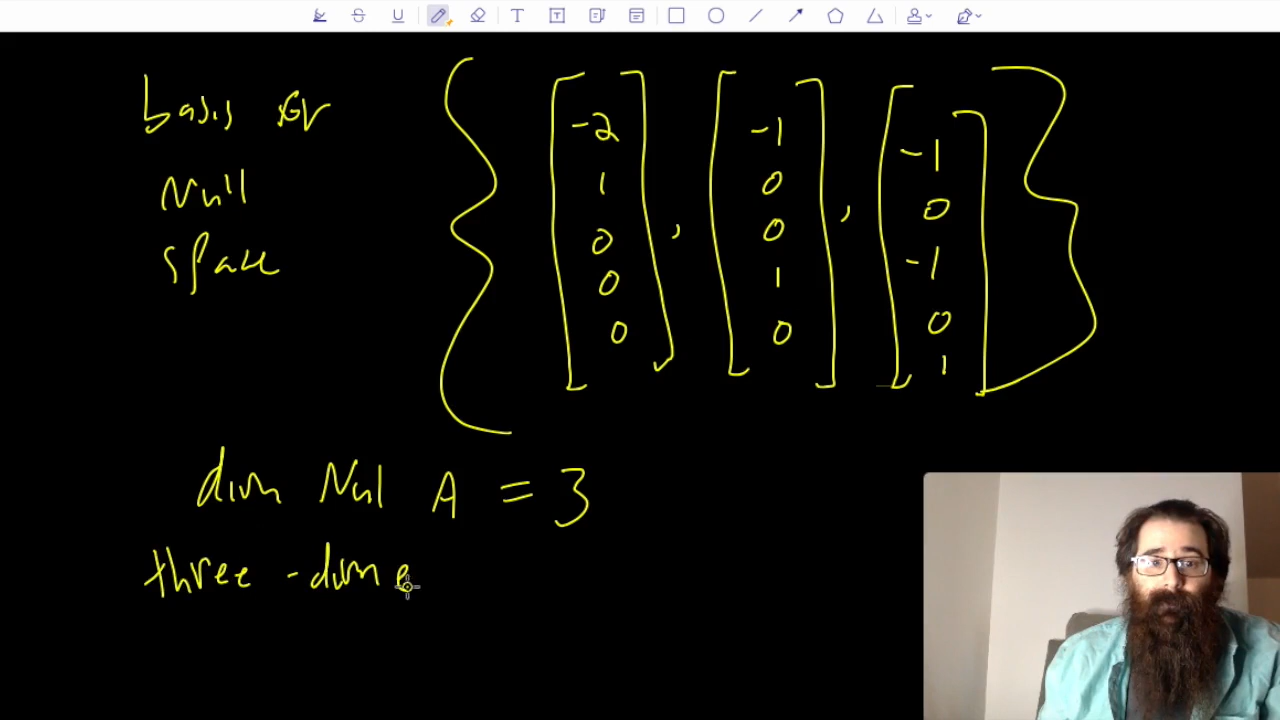 basis for
Null
space
{ [-2 1 0 0 0], [-1 0 0 1 0], [-1 0 -1 0 1] }
dim Nul A = 3
three-dime